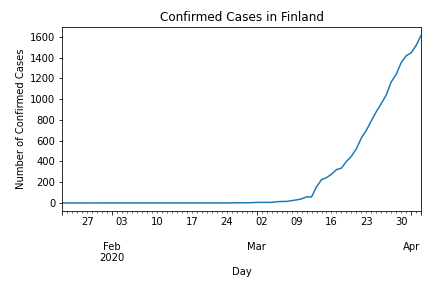 Confirmed Cases in Finland
Number of Confirmed Cases
1600
1400
1200
1000
800
600
400
200
0
27 03 10 17 24 02 09 16 23 30
Feb Mar Apr
2020
Day